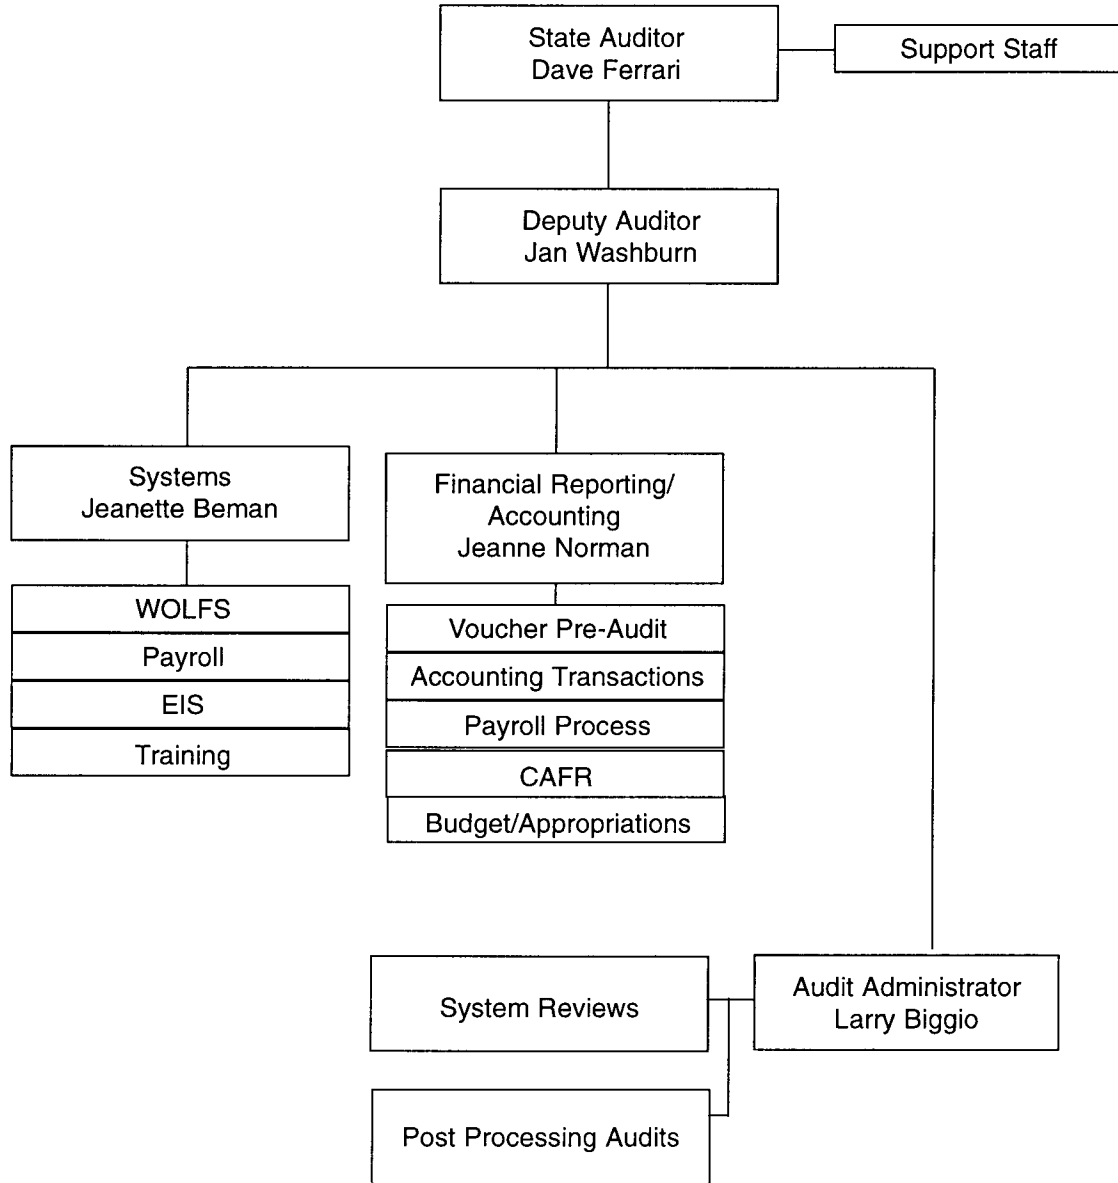 State Auditor
Dave Ferrari
Support Staff
Deputy Auditor
Jan Washburn
Systems
Jeanette Beman
WOLFS
Payroll
EIS
Training
Financial Reporting/
Accounting
Jeanne Norman
Voucher Pre-Audit
Accounting Transactions
Payroll Process
CAFR
Budget/Appropriations
Audit Administrator
Larry Biggio
System Reviews
Post Processing Audits